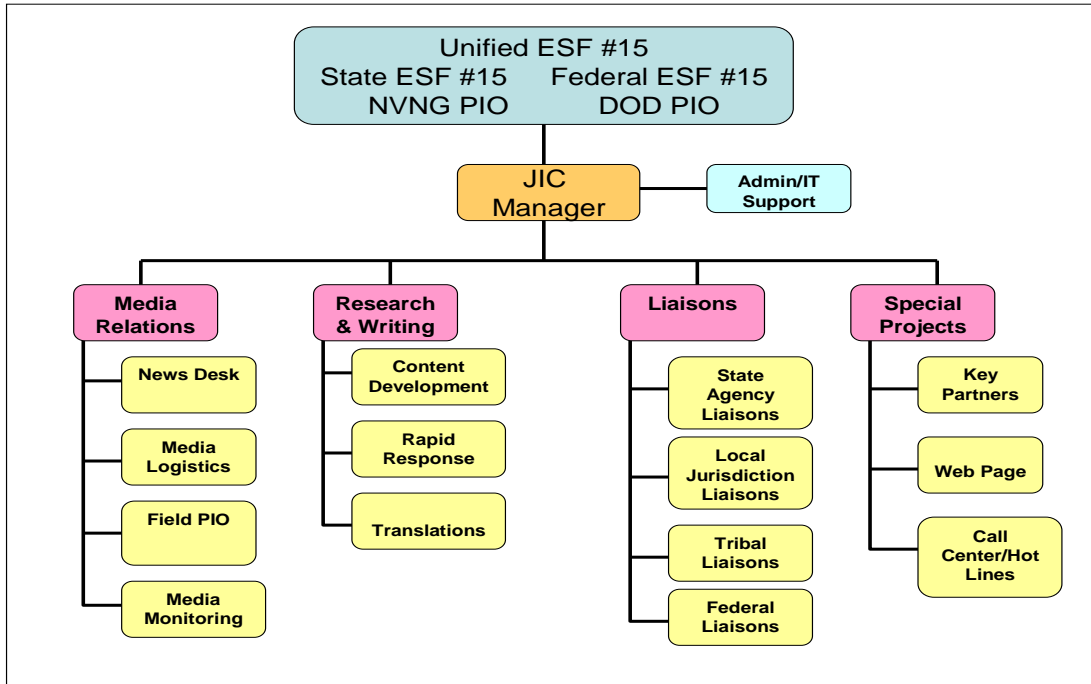 Unified ESF #15
State ESF #15 Federal ESF #15
NVNG PIO DOD PIO
JIC
Manager
Admin/IT
Support
Media
Relations
News Desk
Media
Logistics
Field PIO
Media
Monitoring
Research
& Writing
Content
Development
Rapid
Response
Translations
Liaisons
State
Agency
Liaisons
Local
Jurisdiction
Liaisons
Tribal
Liaisons
Federal
Liaisons
Special
Projects
Key
Partners
Web Page
Call
Center/Hot
Lines